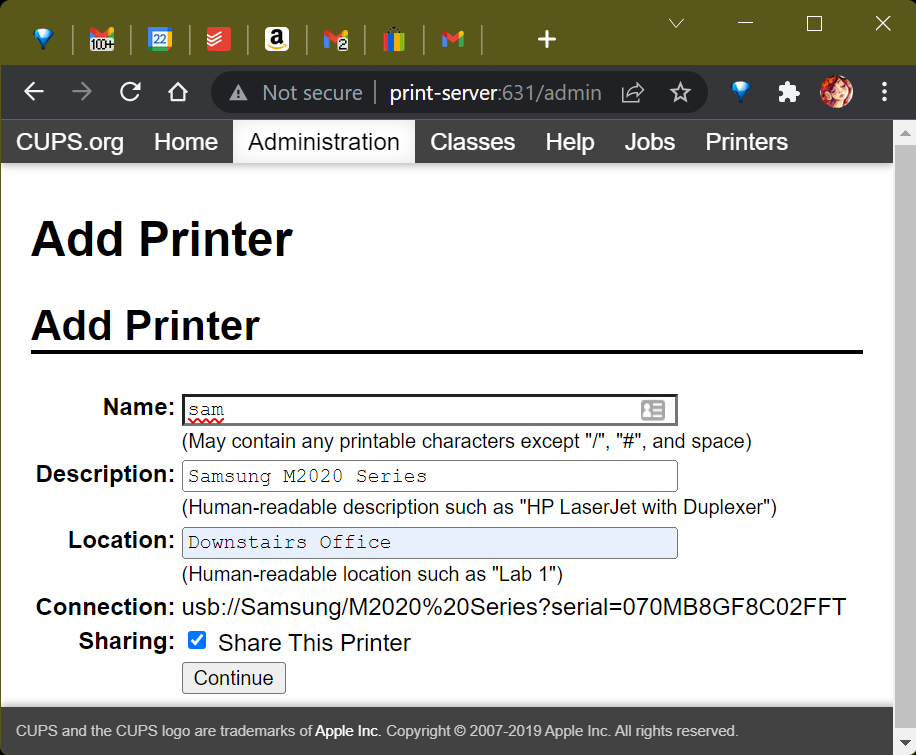 100+
22
a
2
Not secure print-server:631/admin
CUPS.org Home Administration Classes Help Jobs Printers
Add Printer
Add Printer
Name: sam
(May contain any printable characters except "/", "#", and space)
Description: Samsung M2020 Series
(Human-readable description such as "HP LaserJet with Duplexer")
Location: Downstairs Office
(Human-readable location such as "Lab 1")
Connection: usb://Samsung/M2020%20Series?serial=070MB8GF8C02FFT
Sharing: Share This Printer
Continue
CUPS and the CUPS logo are trademarks of Apple Inc. Copyright © 2007-2019 Apple Inc. All rights reserved.